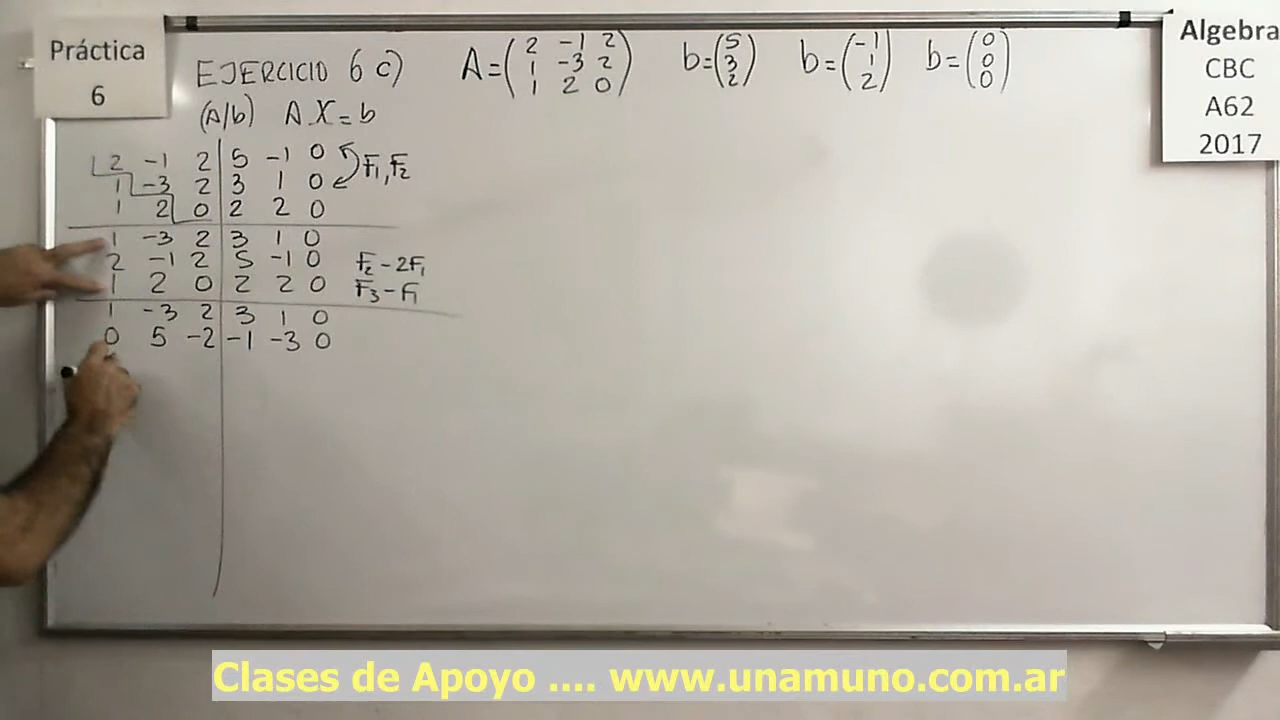 Práctica
6
EJERCICIO 6 c)
A = ( 2 -1 2
1 -3 2
1 2 0 )
b = ( 5
3
2 )
b = ( -1
1
2 )
b = ( 0
0
0 )
Algebra
CBC
A62
2017
(A/b) A.X = b
2 -1 2 | 5 -1 0
1 -3 2 | 3 1 0
1 2 0 | 2 2 0
F1, F2
1 -3 2 | 3 1 0
2 -1 2 | 5 -1 0 F2 - 2F1
1 2 0 | 2 2 0 F3 - F1
1 -3 2 | 3 1 0
0 5 -2 | -1 -3 0
Clases de Apoyo .... www.unamuno.com.ar